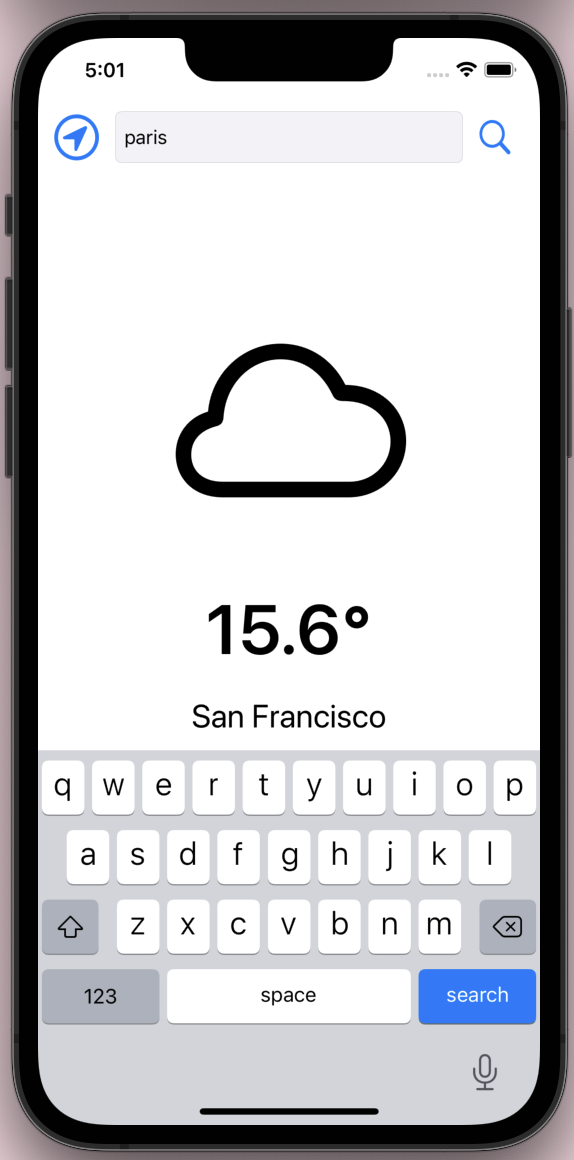 5:01
paris
15.6°
San Francisco
q w e r t y u i o p
a s d f g h j k l
z x c v b n m
123 space search